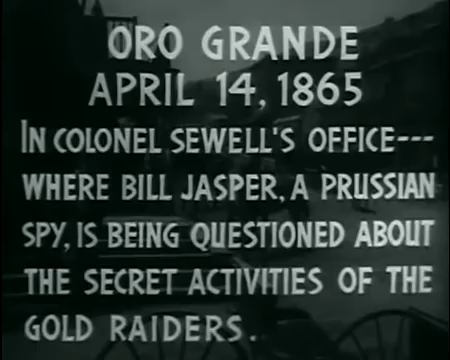 ORO GRANDE
APRIL 14, 1865
IN COLONEL SEWELL'S OFFICE---
WHERE BILL JASPER, A PRUSSIAN
SPY, IS BEING QUESTIONED ABOUT
THE SECRET ACTIVITIES OF THE
GOLD RAIDERS.